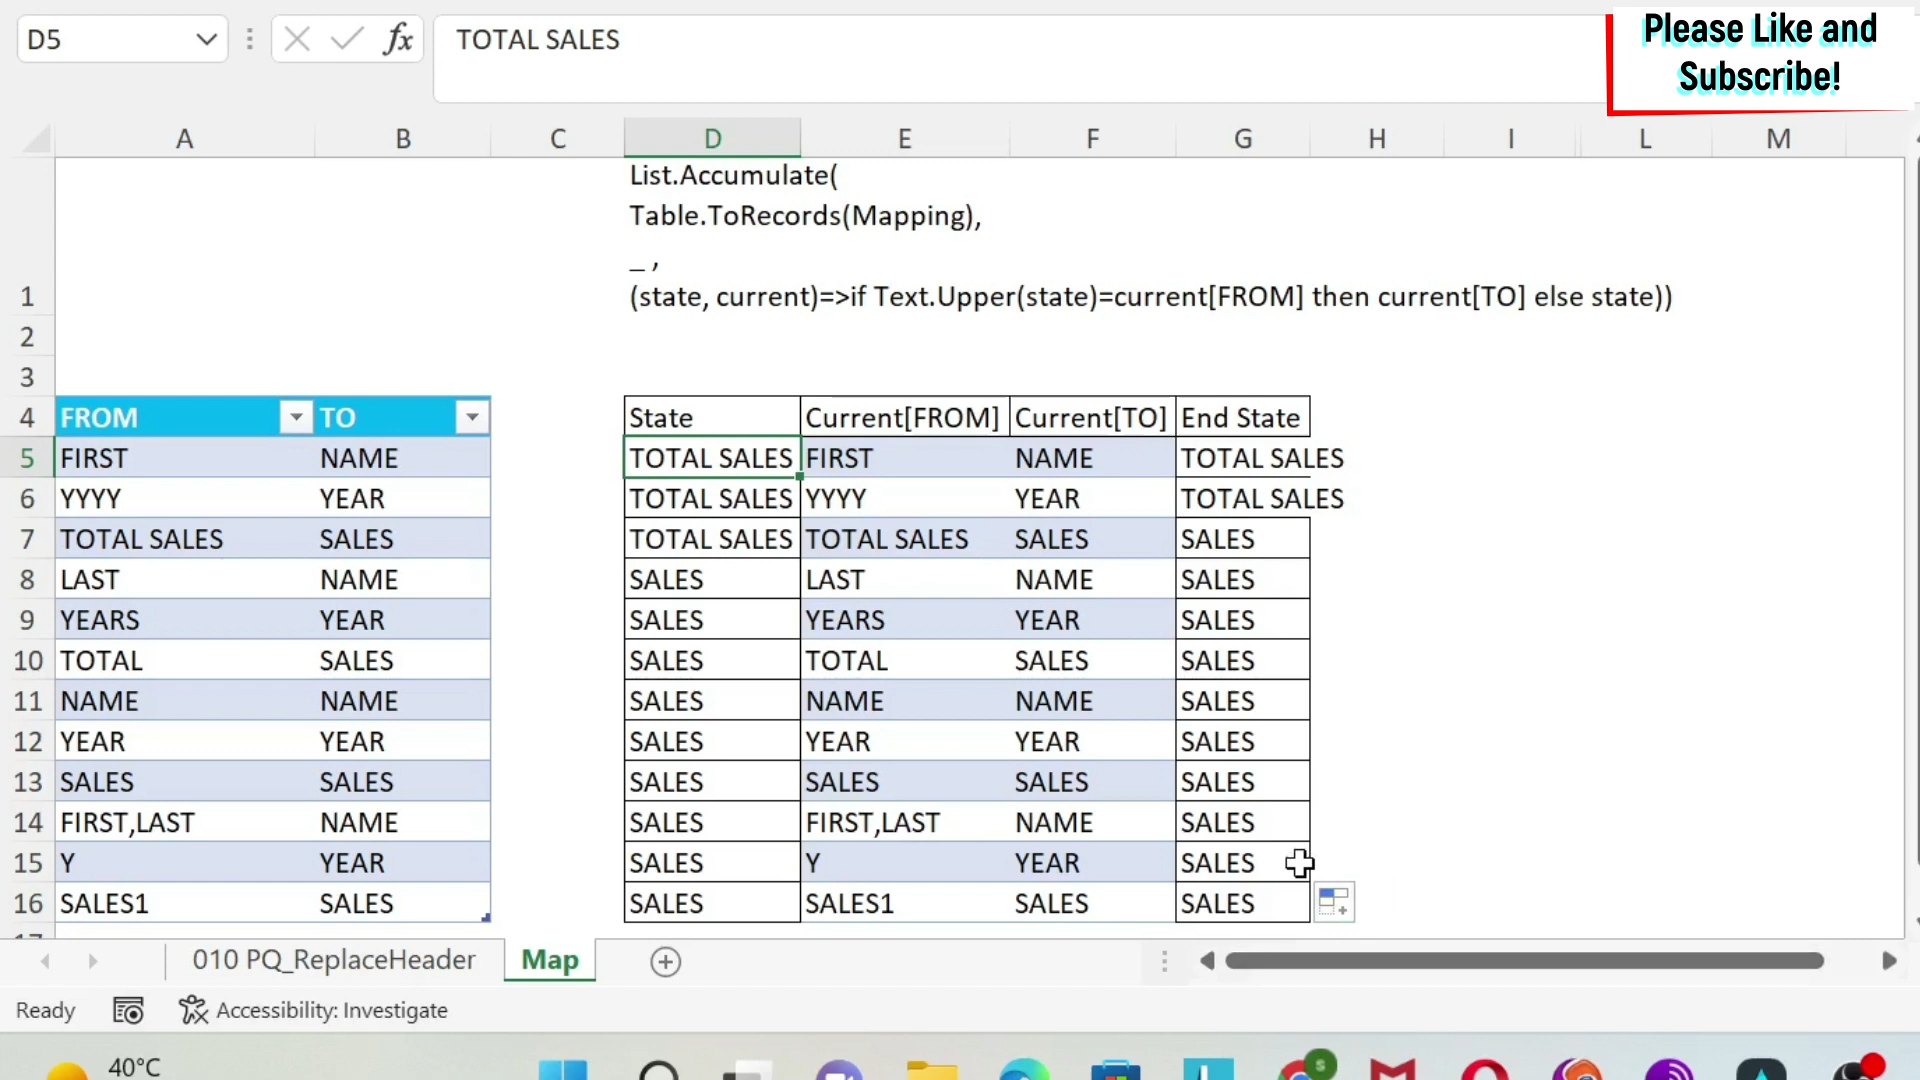 D5
fx
TOTAL SALES
Please Like and
Subscribe!
A B C D E F G H I L M
List.Accumulate(
Table.ToRecords(Mapping),
_ ,
1 (state, current)=>if Text.Upper(state)=current[FROM] then current[TO] else state))
2
3
4 FROM TO State Current[FROM] Current[TO] End State
5 FIRST NAME TOTAL SALES FIRST NAME TOTAL SALES
6 YYYY YEAR TOTAL SALES YYYY YEAR TOTAL SALES
7 TOTAL SALES SALES TOTAL SALES TOTAL SALES SALES SALES
8 LAST NAME SALES LAST NAME SALES
9 YEARS YEAR SALES YEARS YEAR SALES
10 TOTAL SALES SALES TOTAL SALES SALES
11 NAME NAME SALES NAME NAME SALES
12 YEAR YEAR SALES YEAR YEAR SALES
13 SALES SALES SALES SALES SALES SALES
14 FIRST,LAST NAME SALES FIRST,LAST NAME SALES
15 Y YEAR SALES Y YEAR SALES
16 SALES1 SALES SALES SALES1 SALES SALES
17
010 PQ_ReplaceHeader Map
Ready Accessibility: Investigate
40°C